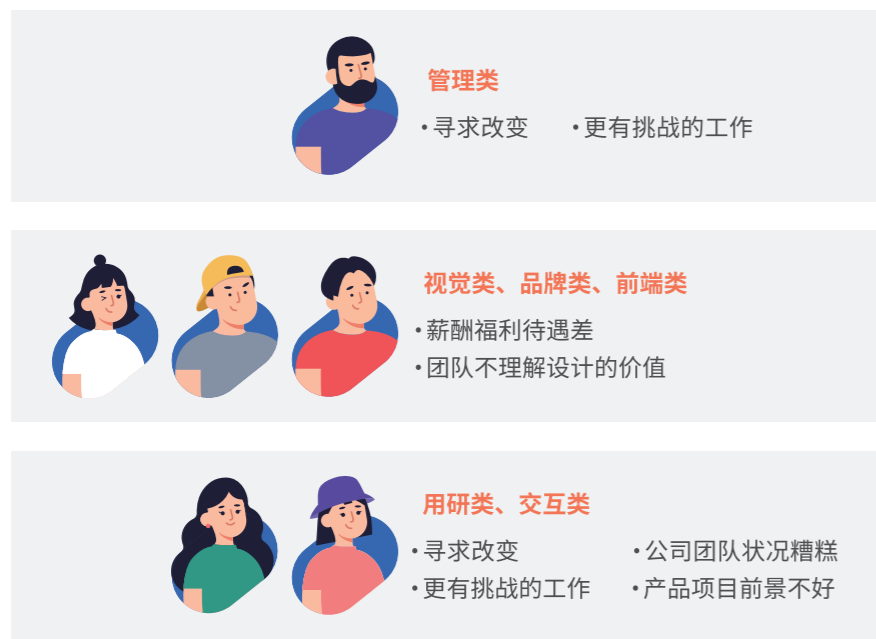 管理类
•寻求改变 •更有挑战的工作
视觉类、品牌类、前端类
•薪酬福利待遇差
•团队不理解设计的价值
用研类、交互类
•寻求改变 •公司团队状况糟糕
•更有挑战的工作 •产品项目前景不好